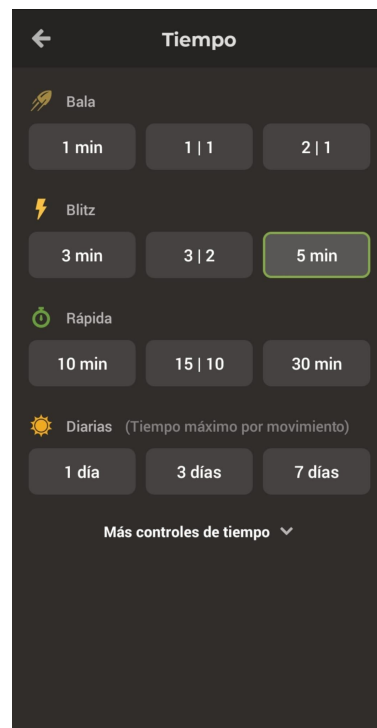 Tiempo
Bala
1 min 1 | 1 2 | 1
Blitz
3 min 3 | 2 5 min
Rápida
10 min 15 | 10 30 min
Diarias (Tiempo máximo por movimiento)
1 día 3 días 7 días
Más controles de tiempo